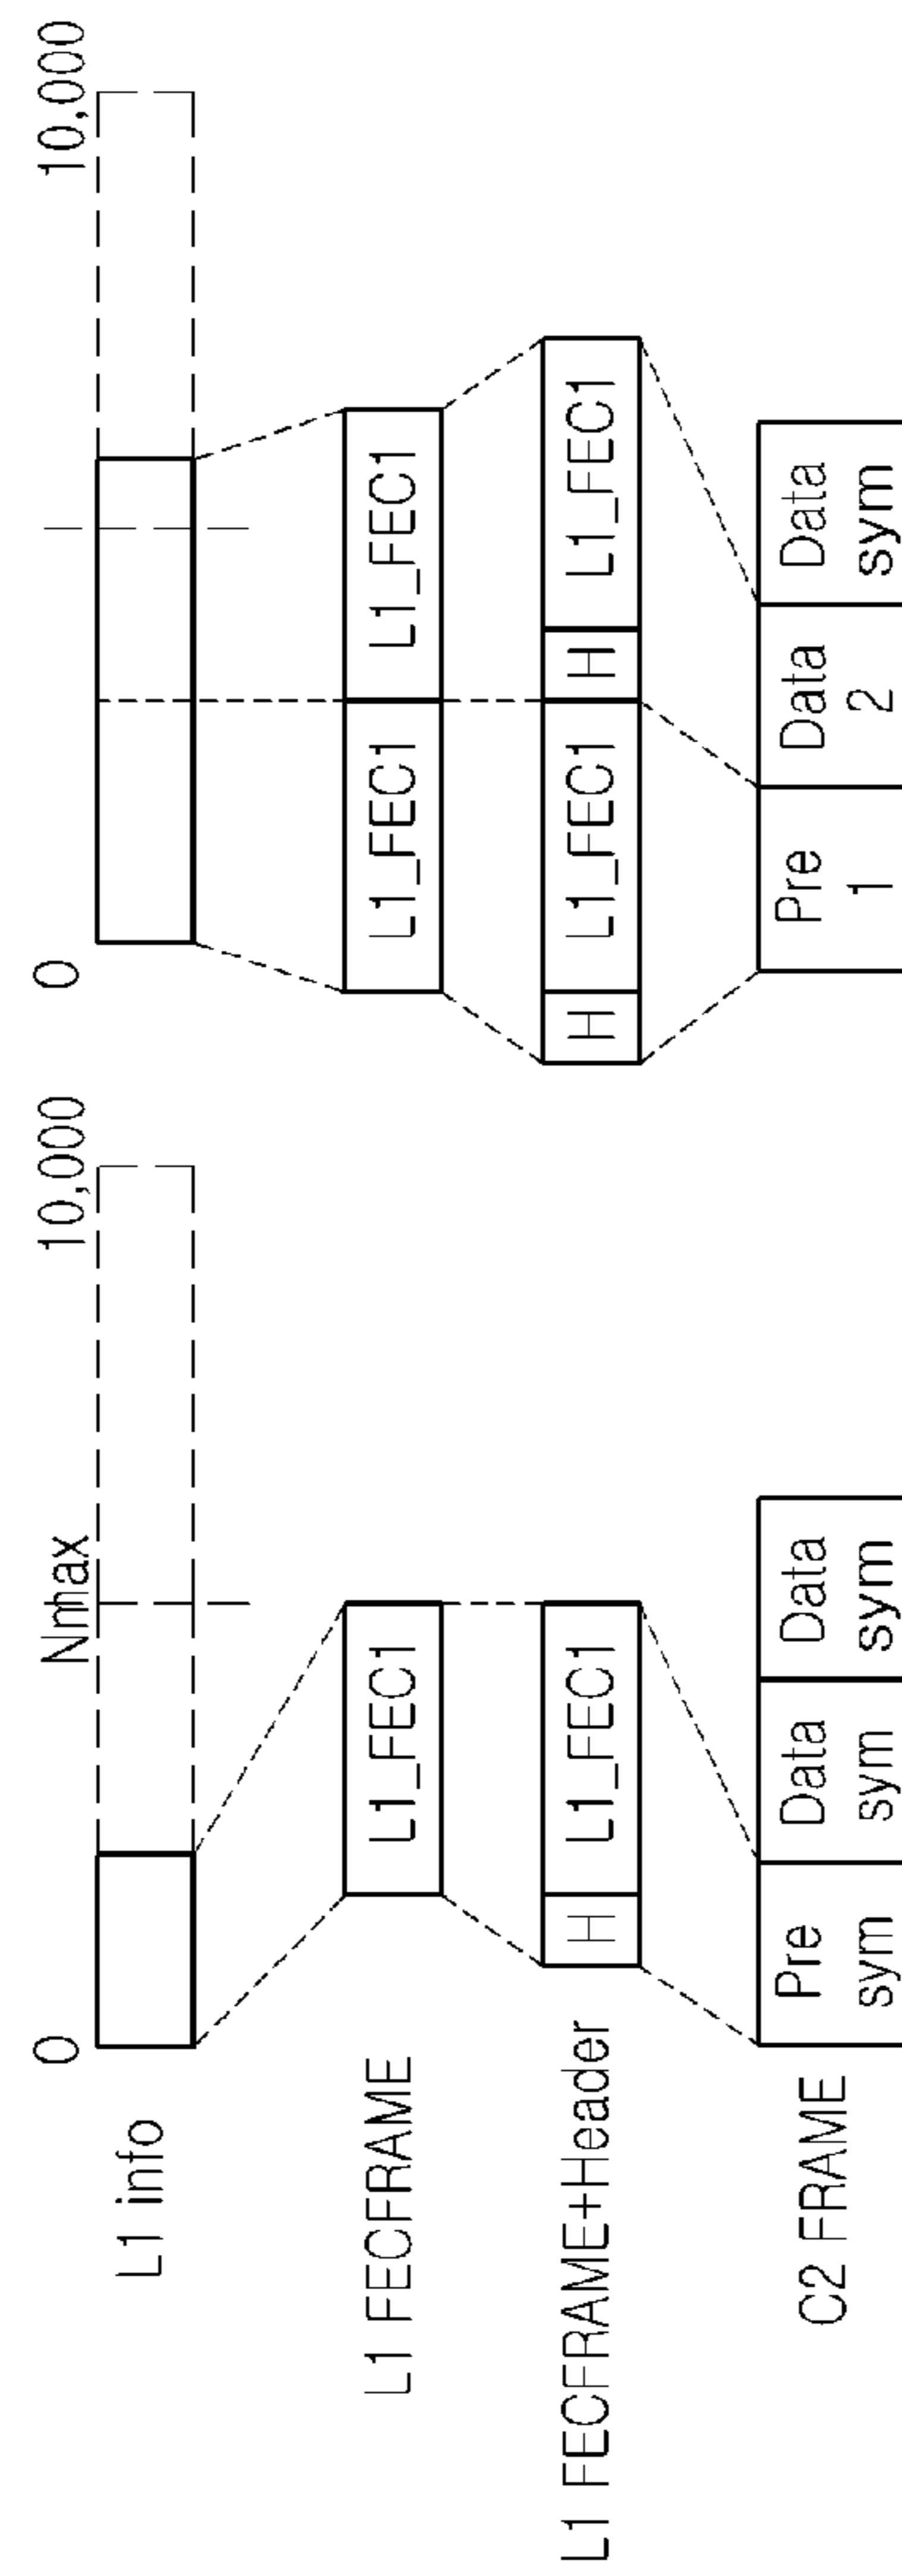 0 Nmax 10,000 0 10,000
L1 info
L1 FECFRAME L1_FEC1 L1_FEC1 L1_FEC1
L1 FECFRAME+Header H L1_FEC1 H L1_FEC1 H L1_FEC1
C2 FRAME Pre Data Data Pre Data Data
sym sym sym 1 2 sym